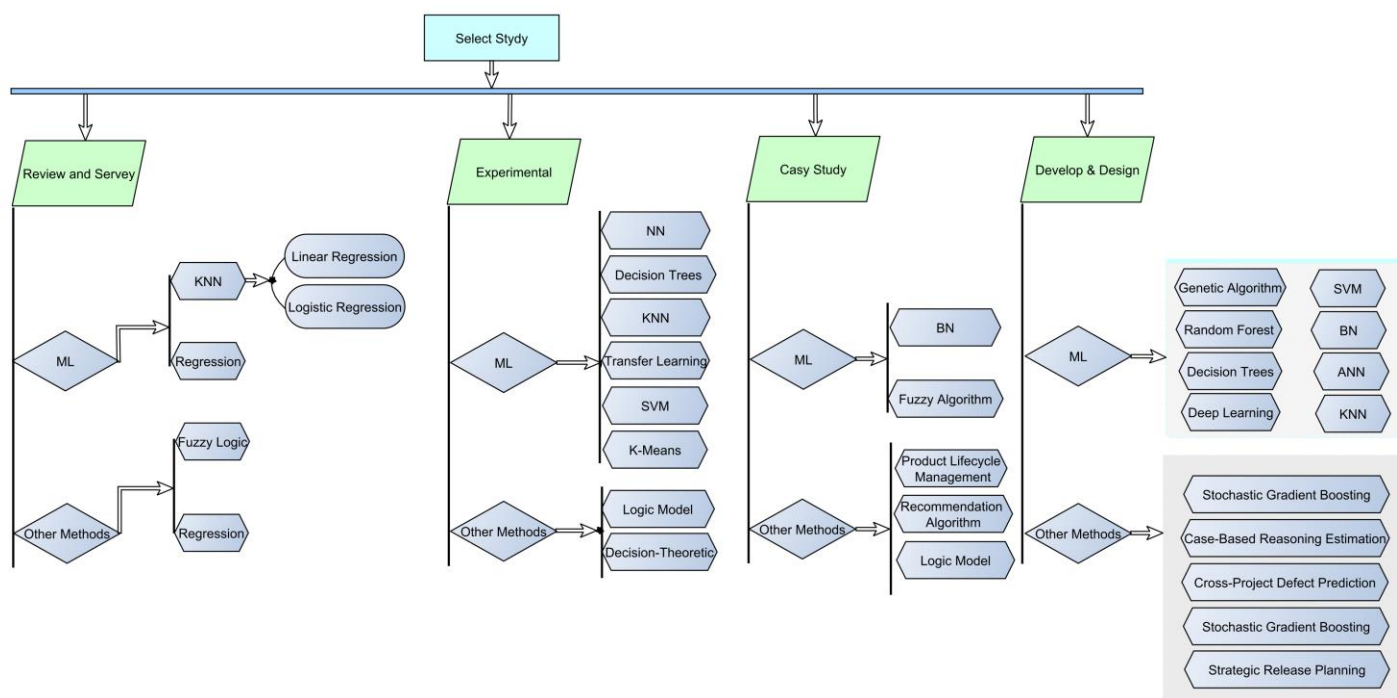 Select Stydy
Review and Servey
Experimental
Casy Study
Develop & Design
ML
KNN
Linear Regression
Logistic Regression
Regression
Other Methods
Fuzzy Logic
Regression
ML
NN
Decision Trees
KNN
Transfer Learning
SVM
K-Means
Other Methods
Logic Model
Decision-Theoretic
ML
BN
Fuzzy Algorithm
Other Methods
Product Lifecycle
Management
Recommendation
Algorithm
Logic Model
ML
Genetic Algorithm
SVM
Random Forest
BN
Decision Trees
ANN
Deep Learning
KNN
Other Methods
Stochastic Gradient Boosting
Case-Based Reasoning Estimation
Cross-Project Defect Prediction
Stochastic Gradient Boosting
Strategic Release Planning